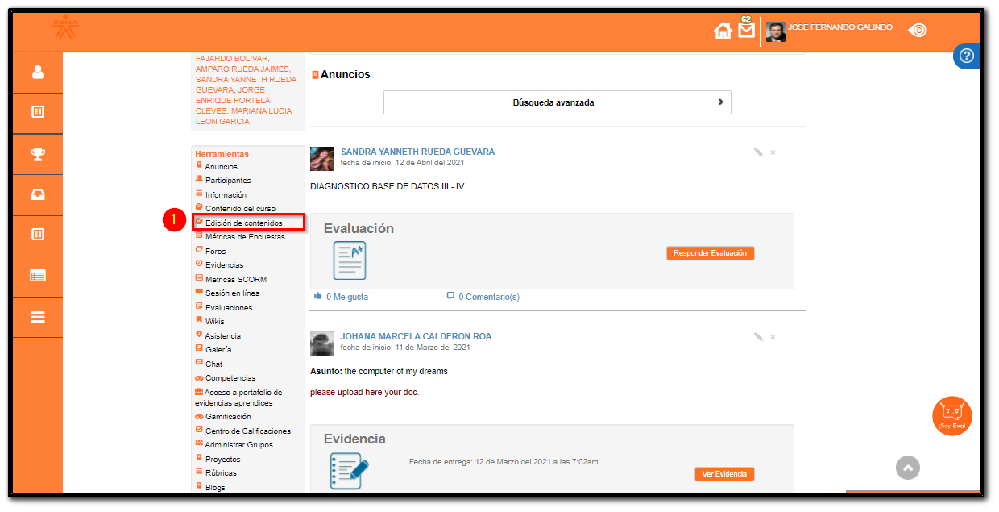 SENA
62
JOSE FERNANDO GALINDO
FAJARDO BOLIVAR,
AMPARO RUEDA JAIMES,
SANDRA YANNETH RUEDA
GUEVARA, JORGE
ENRIQUE PORTELA
CLEVES, MARIANA LUCIA
LEON GARCIA
Herramientas
Anuncios
Participantes
Información
Contenido del curso
1
Edición de contenidos
Métricas de Encuestas
Foros
Evidencias
Metricas SCORM
Sesión en línea
Evaluaciones
Wikis
Asistencia
Galería
Chat
Competencias
Acceso a portafolio de
evidencias aprendices
Gamificación
Centro de Calificaciones
Administrar Grupos
Proyectos
Rúbricas
Blogs
Anuncios
Búsqueda avanzada
SANDRA YANNETH RUEDA GUEVARA
fecha de inicio: 12 de Abril del 2021
DIAGNOSTICO BASE DE DATOS III - IV
Evaluación
A+
Responder Evaluación
0 Me gusta
0 Comentario(s)
JOHANA MARCELA CALDERON ROA
fecha de inicio: 11 de Marzo del 2021
Asunto: the computer of my dreams
please upload here your doc.
Evidencia
Fecha de entrega: 12 de Marzo del 2021 a las 7:02am
Ver Evidencia
?
¡Soy Eva!